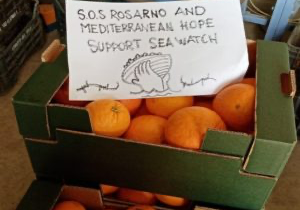 S.O.S ROSARNO AND
MEDITERRANEAN HOPE
SUPPORT SEA WATCH